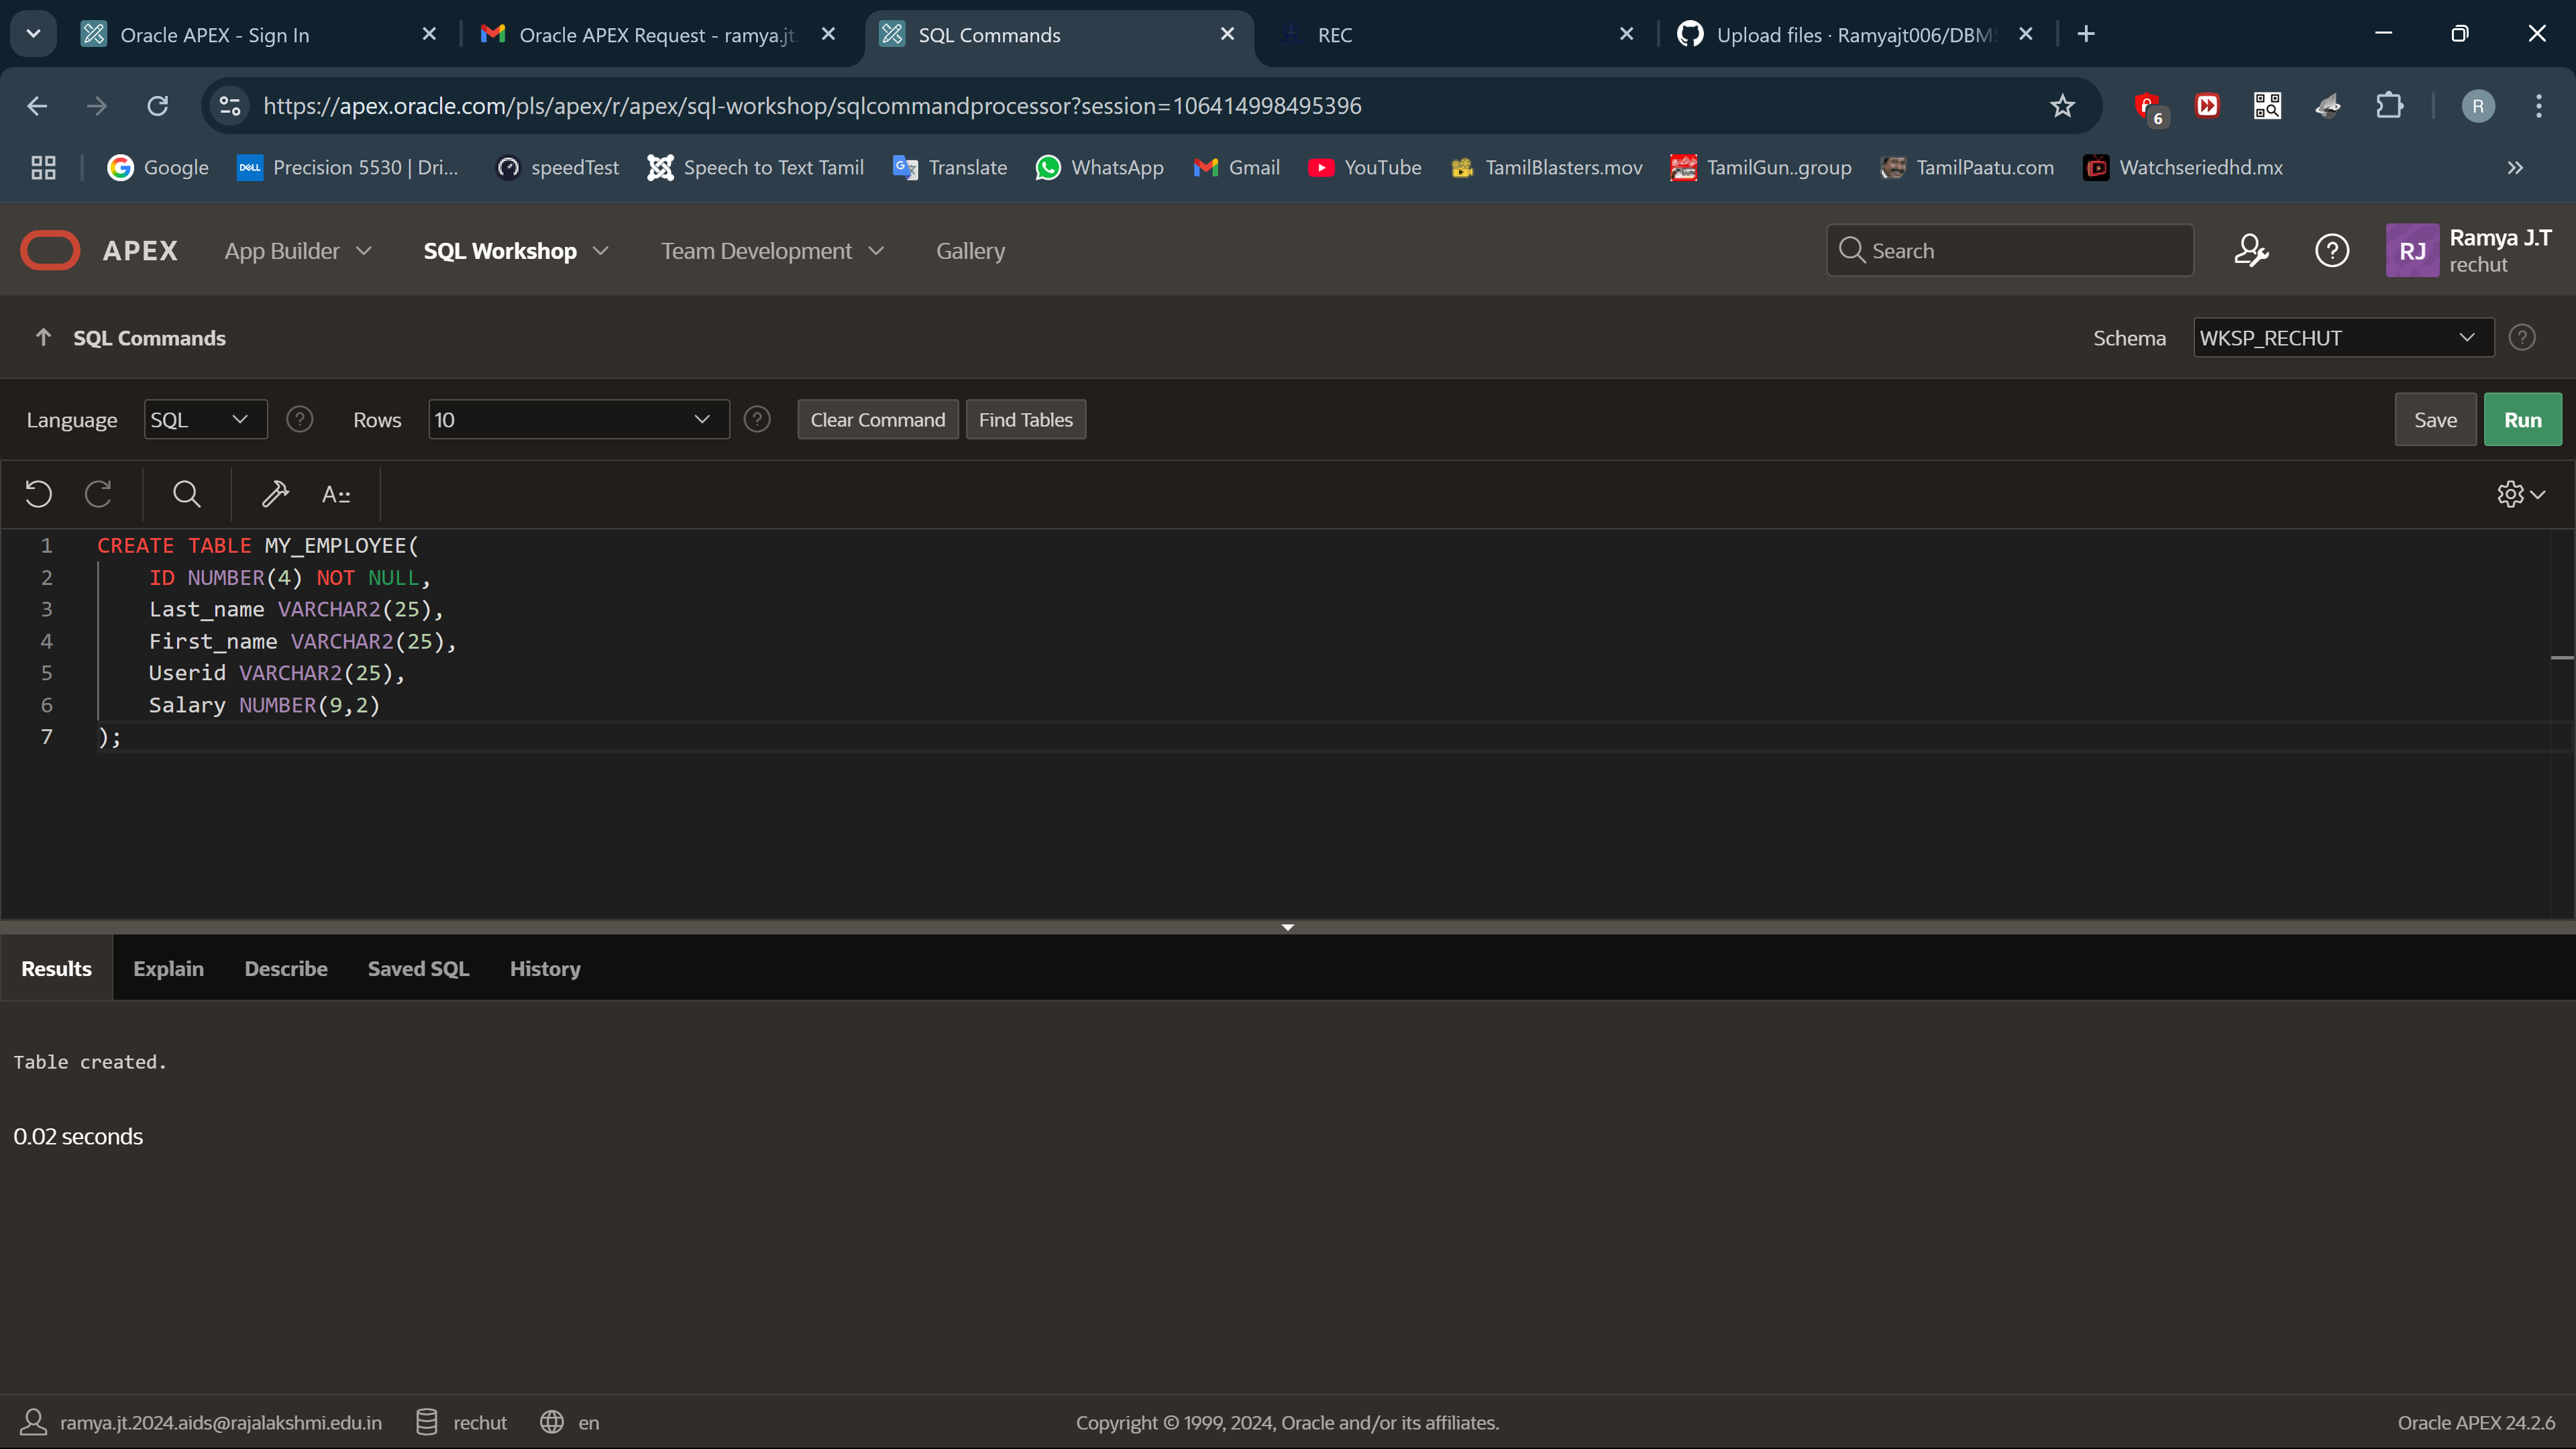 Oracle APEX - Sign In
Oracle APEX Request - ramya.jt.
SQL Commands
REC
Upload files · Ramyajt006/DBMS
https://apex.oracle.com/pls/apex/r/apex/sql-workshop/sqlcommandprocessor?session=106414998495396
6
R
Google
DELL
Precision 5530 | Dri...
speedTest
Speech to Text Tamil
Translate
WhatsApp
Gmail
YouTube
TamilBlasters.mov
TamilGun..group
TamilPaatu.com
Watchseriedhd.mx
APEX
App Builder
SQL Workshop
Team Development
Gallery
Search
RJ
Ramya J.T
rechut
SQL Commands
Schema
WKSP_RECHUT
Language
SQL
Rows
10
Clear Command
Find Tables
Save
Run
1 CREATE TABLE MY_EMPLOYEE(
2 ID NUMBER(4) NOT NULL,
3 Last_name VARCHAR2(25),
4 First_name VARCHAR2(25),
5 Userid VARCHAR2(25),
6 Salary NUMBER(9,2)
7 );
Results
Explain
Describe
Saved SQL
History
Table created.
0.02 seconds
ramya.jt.2024.aids@rajalakshmi.edu.in
rechut
en
Copyright © 1999, 2024, Oracle and/or its affiliates.
Oracle APEX 24.2.6